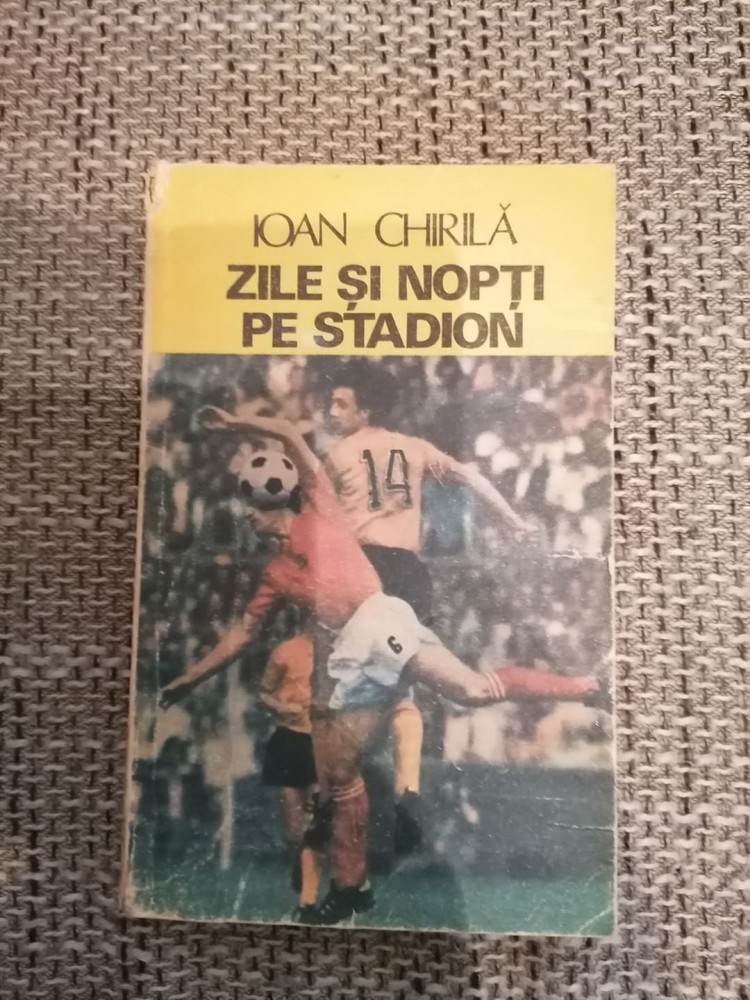 IOAN CHIRILĂ
ZILE ȘI NOPȚI
PE STADION
14
6